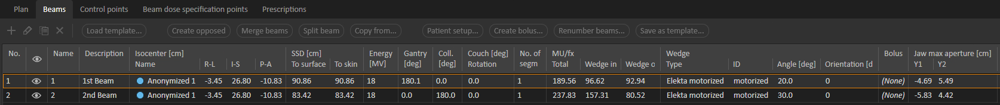 Plan Beams Control points Beam dose specification points Prescriptions
Load template... Create opposed Merge beams Split beam Copy from... Patient setup... Create bolus... Renumber beams... Save as template...
No. Name Description Isocenter [cm] SSD [cm] Energy Gantry Coll. Couch [deg] No. of MU/fx Wedge Bolus Jaw max aperture [cm]
Name R-L I-S P-A To surface To skin [MV] [deg] [deg] Rotation segm Total Wedge in Wedge o Type ID Angle [deg] Orientation [d Y1 Y2
1 1 1st Beam Anonymized 1 -3.45 26.80 -10.83 90.86 90.86 18 180.1 0.0 0.0 1 189.56 96.62 92.94 Elekta motorized motorized 20.0 0 (None) -4.69 5.49
2 2 2nd Beam Anonymized 1 -3.45 26.80 -10.83 83.42 83.42 18 0.0 180.0 0.0 1 237.83 157.31 80.52 Elekta motorized motorized 30.0 0 (None) -5.83 4.42